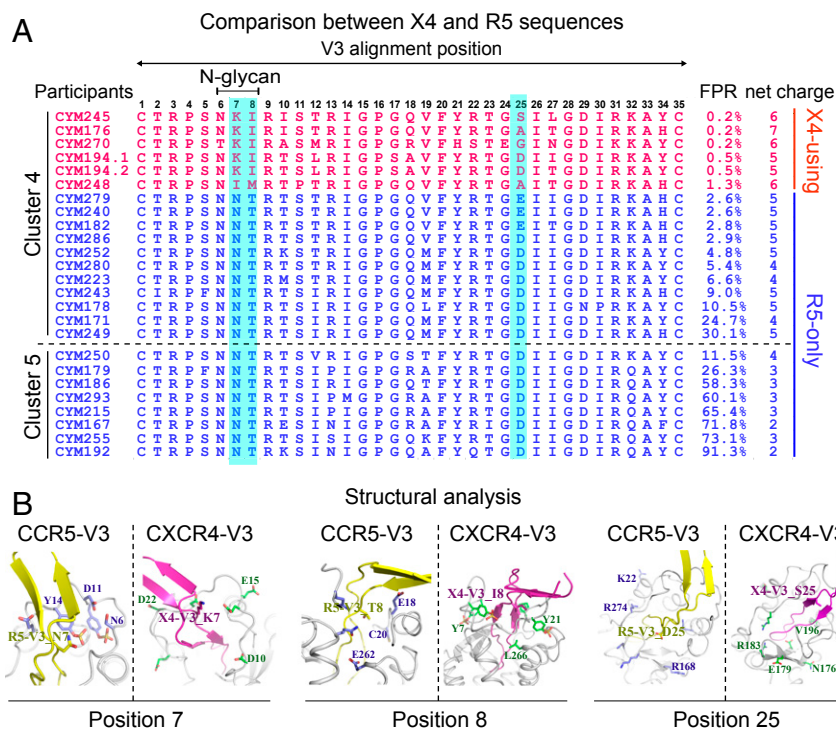 A Comparison between X4 and R5 sequences
V3 alignment position
N-glycan
Participants 1 2 3 4 5 6 7 8 9 10 11 12 13 14 15 16 17 18 19 20 21 22 23 24 25 26 27 28 29 30 31 32 33 34 35 FPR net charge
CYM245 C T R P S N K I R I S T R I G P G Q V F Y R T G S I L G D I R K A Y C 0.2% 6
CYM176 C T R P S N K I R I S T R I G P G Q V F Y R T G A I T G D I R K A H C 0.2% 7
CYM270 C T R P S T K I R A S M R I G P G R V F H S T E G I N G D I R K A Y C 0.2% 6
CYM194.1 C T R P S N K I R T S L R I G P S A V F Y R T G D I T G D I R K A Y C 0.5% 5
CYM194.2 C T R P S N K I R T S L R I G P S A V F Y R T G D I T G D I R K A Y C 0.5% 5
CYM248 C T R P S N I M R T P T R I G P G Q V F Y R T G A I T G D I R K A H C 1.3% 6
CYM279 C T R P S N N T R T S T R I G P G Q V F Y R T G E I I G D I R K A H C 2.6% 5
CYM240 C T R P S N N T R T S T R I G P G Q V F Y R T G E I I G D I R K A H C 2.6% 5
CYM182 C T R P S N N T R T S T R I G P G Q V F Y R T G E I T G D I R K A Y C 2.8% 5
CYM286 C T R P S N N T R T S T R I G P G Q V F Y R T G D I I G D I R K A H C 2.9% 5
CYM252 C T R P S N N T R K S T R I G P G Q M F Y R T G D I I G D I R K A Y C 4.8% 5
CYM280 C T R P S N N T R T S T R I G P G Q M F Y R T G D I I G D I R K A Y C 5.4% 4
CYM223 C T R P S N N T R M S T R I G P G Q M F Y R T G D I I G D I R K A Y C 6.6% 4
CYM243 C T R P S F N T R T S I R I G P G Q V F Y R T G D I I G D I R K A H C 9.0% 5
CYM178 C T R P S N N T R T S I R I G P G Q L F Y R T G D I I G N P R K A Y C 10.5% 5
CYM171 C T R P S N N T R T S I R I G P G Q M F Y R T G D I I G D I R K A Y C 24.7% 4
CYM249 C T R P S N N T R T S I R I G P G Q M F Y R T G D I I G D I R K A H C 30.1% 5
CYM250 C T R P S N N T R T S V R I G P G S T F Y R T G D I I G D I R K A Y C 11.5% 4
CYM179 C T R P S F N T R T S I P I G P G R A F Y R T G D I I G D I R Q A Y C 26.3% 3
CYM186 C T R P S N N T R T S I R I G P G Q T F Y R T G D I I G D I R Q A Y C 58.3% 3
CYM293 C T R P S N N T R T S I P M G P G R A F Y R T G D I I G D I R Q A Y C 60.1% 3
CYM215 C T R P S N N T R T S I P I G P G R A F Y R T G D I I G D I R Q A Y C 65.4% 3
CYM167 C T R P S N N T R E S I N I G P G R A F Y R T G D I I G D I R Q A F C 71.8% 2
CYM255 C T R P S N N T R T S I R I G P G Q K F Y R T G D I I G D I R Q A Y C 73.1% 3
CYM192 C T R P S N N T R K S I N I G P G Q A F Y Q T G D I I G D I R Q A Y C 91.3% 2
Cluster 4
Cluster 5
X4-using
R5-only
B Structural analysis
CCR5-V3 CXCR4-V3 CCR5-V3 CXCR4-V3 CCR5-V3 CXCR4-V3
Y14 D11 R5-V3_N7 N6
D22 E15 X4-V3_K7 D10
R5-V3_T8 E18 C20 E262
X4-V3_I8 Y7 Y21 L266
K22 R274 R5-V3_D25 R168
X4-V3_S25 V196 R183 E179 N176
Position 7 Position 8 Position 25